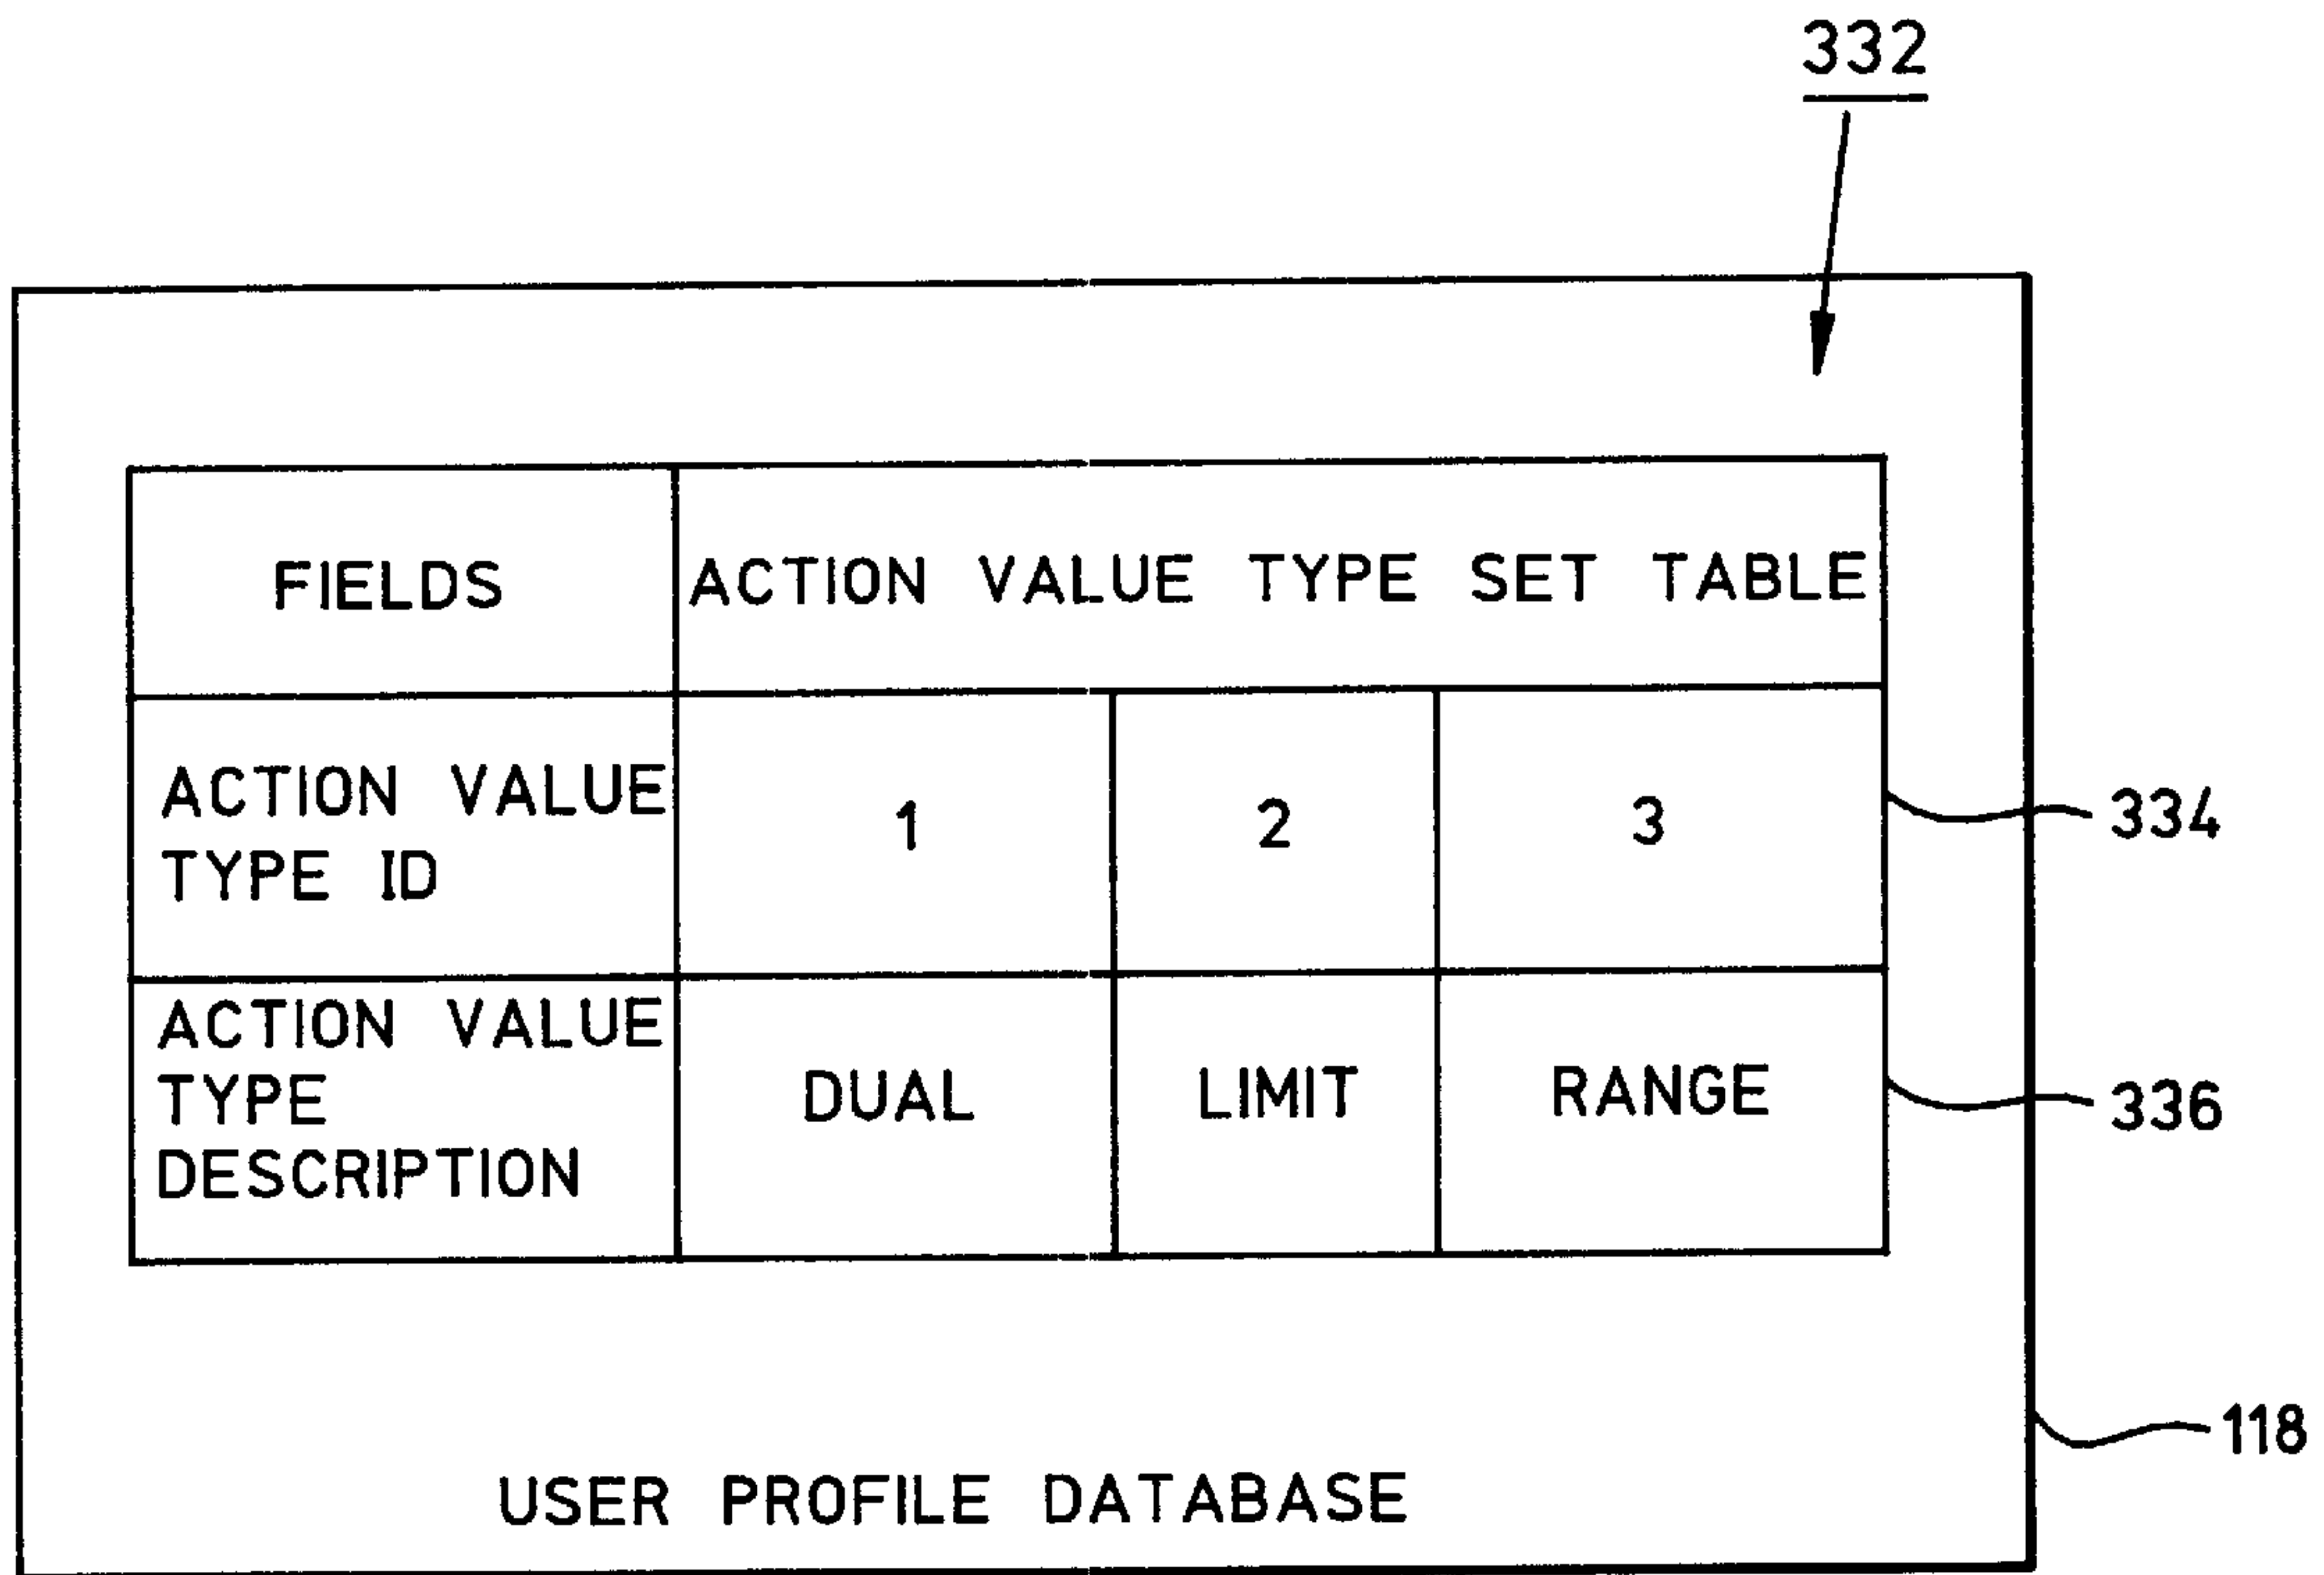 332
FIELDS
ACTION VALUE TYPE SET TABLE
ACTION VALUE
TYPE ID
1
2
3
334
ACTION VALUE
TYPE
DESCRIPTION
DUAL
LIMIT
RANGE
336
118
USER PROFILE DATABASE